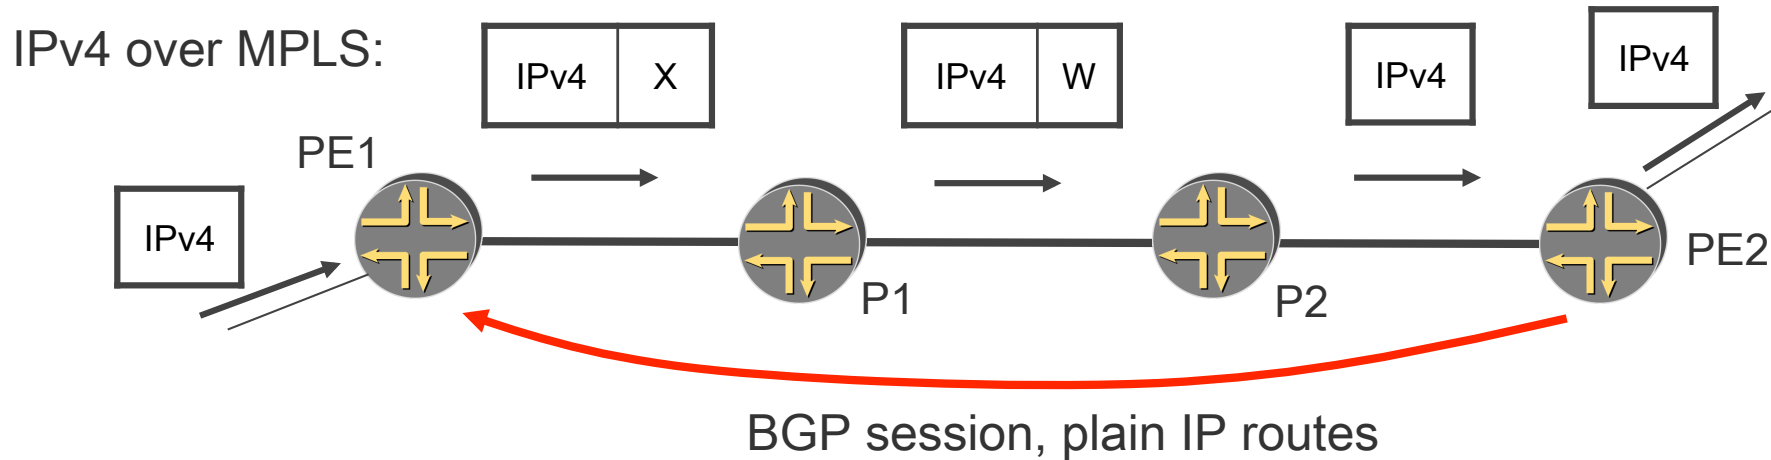 IPv4 over MPLS:
IPv4 X
IPv4 W
IPv4
IPv4
PE1
IPv4
P1
P2
PE2
BGP session, plain IP routes